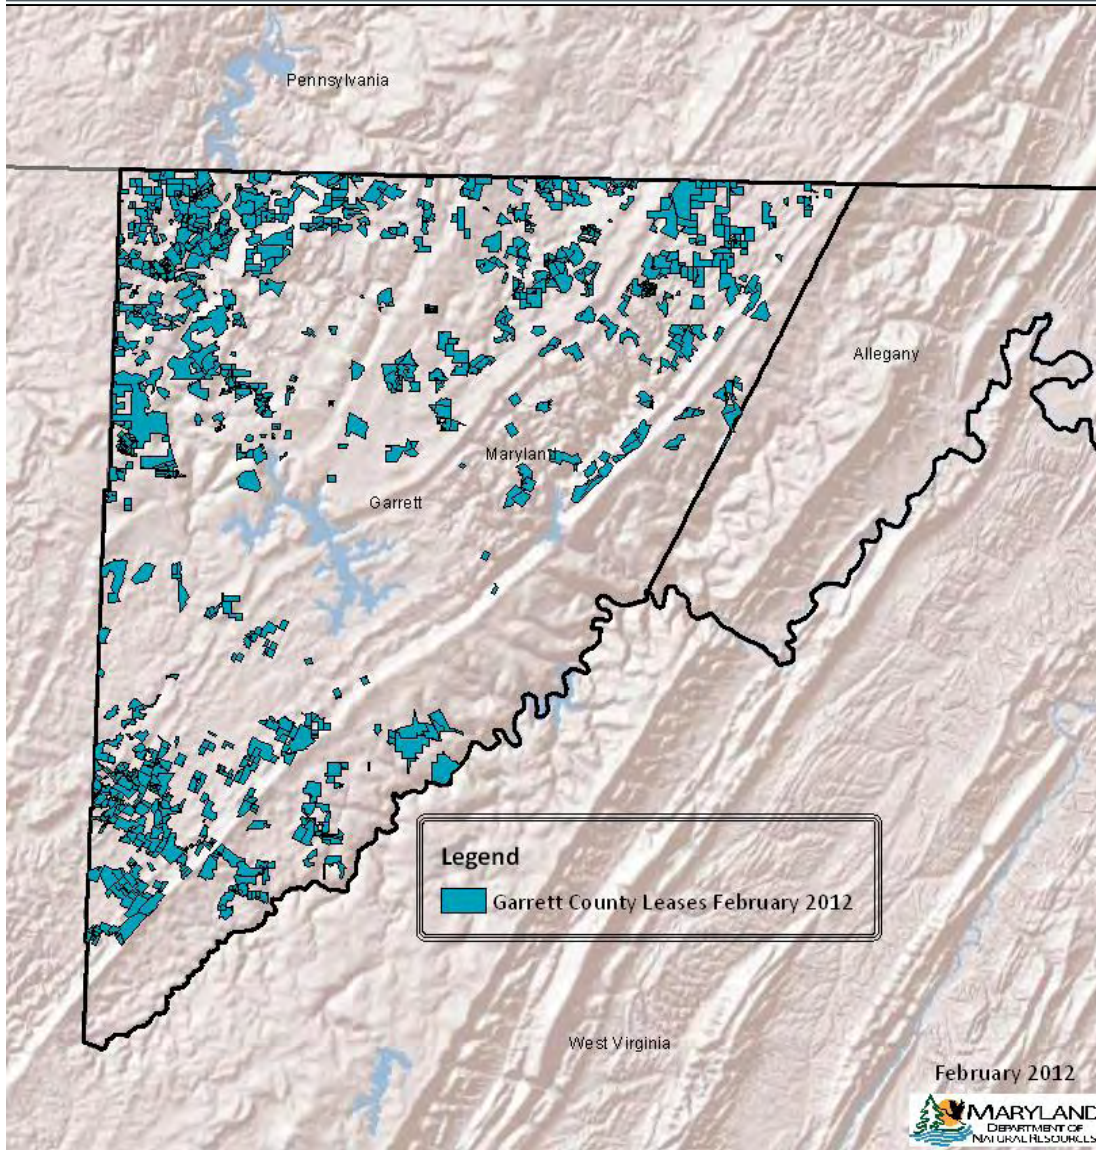 Pennsylvania
Allegany
Maryland
Garrett
Legend
Garrett County Leases February 2012
West Virginia
February 2012
MARYLAND
DEPARTMENT OF
NATURAL RESOURCES